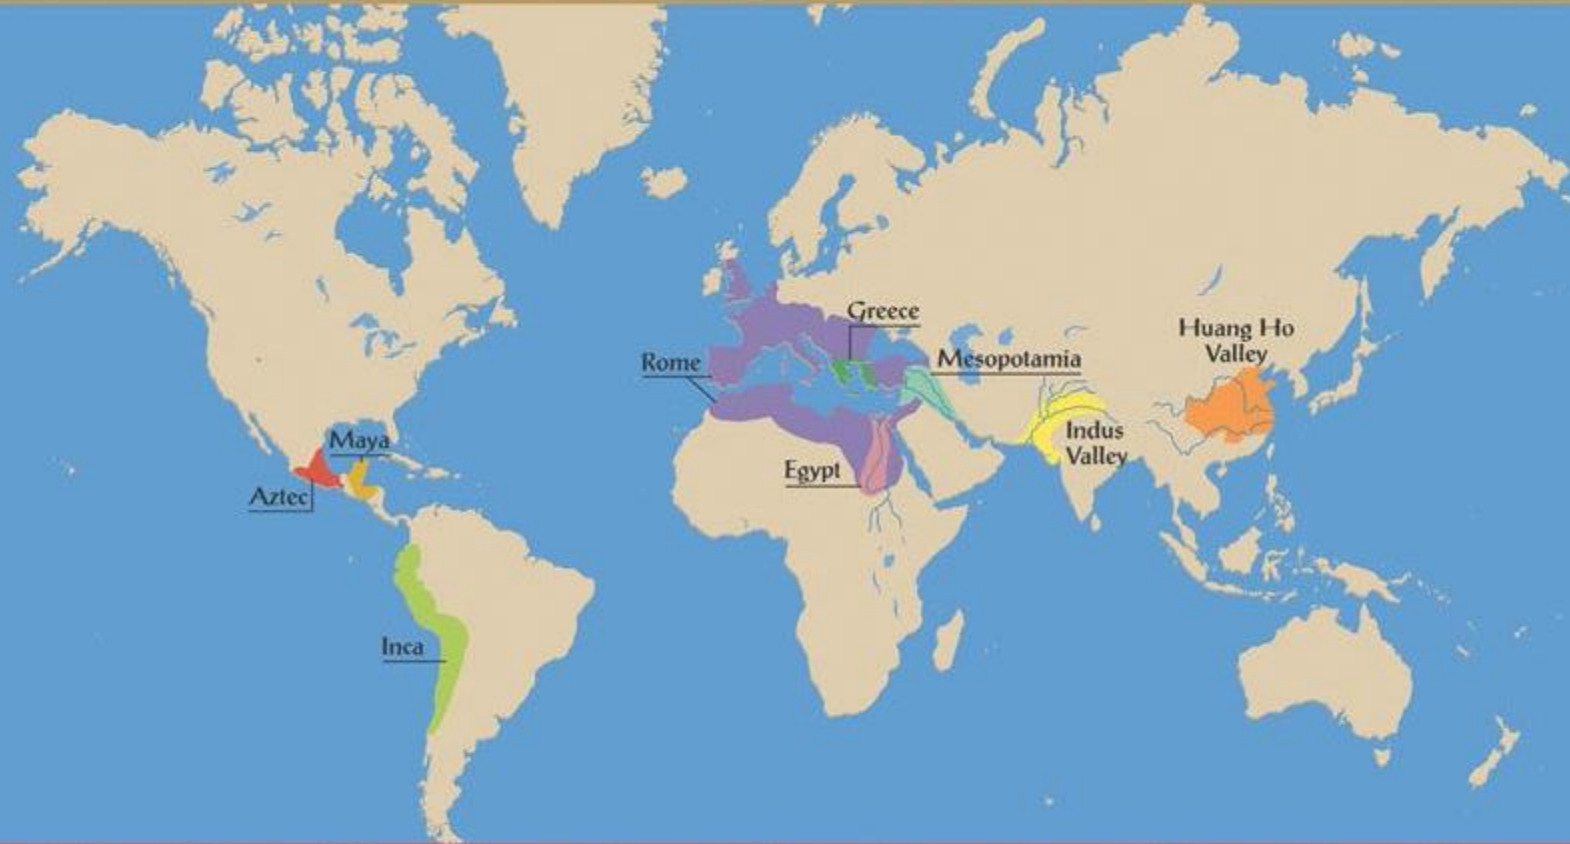 Greece
Huang Ho
Valley
Rome
Mesopotamia
Maya
Indus
Valley
Egypt
Aztec
Inca